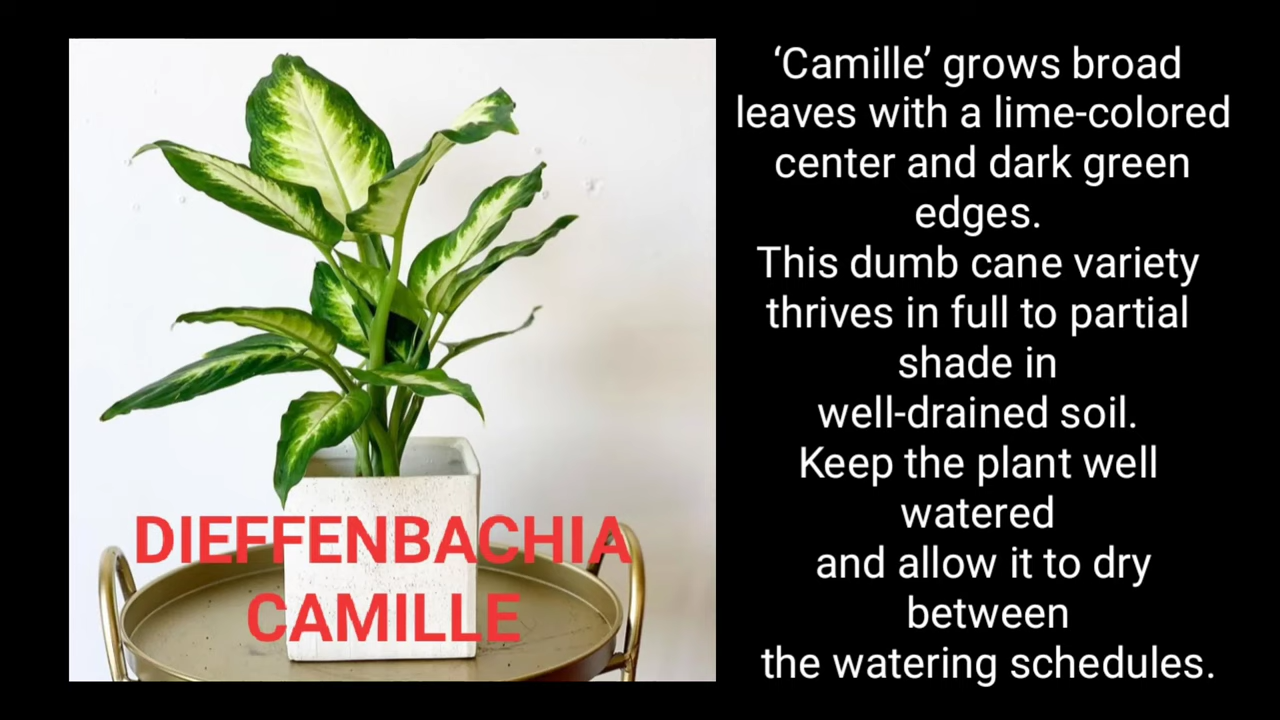 ‘Camille’ grows broad
leaves with a lime-colored
center and dark green
edges.
This dumb cane variety
thrives in full to partial
shade in
well-drained soil.
Keep the plant well
watered
and allow it to dry
between
the watering schedules.
DIEFFENBACHIA
CAMILLE